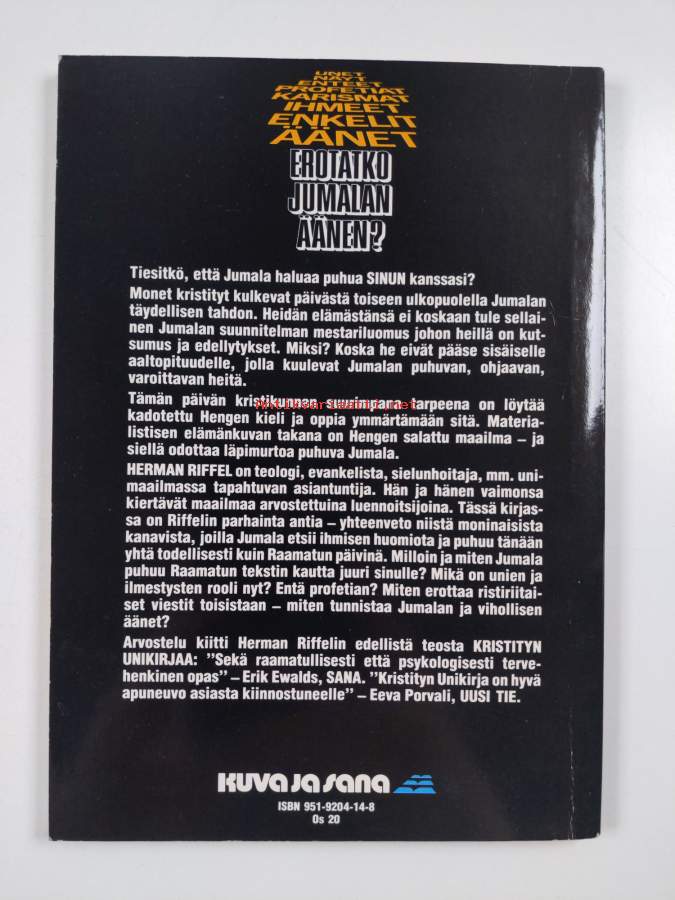 UNET
NÄYT
ENTEET
PROFETIAT
KARISMAT
IHMEET
ENKELIT
ÄÄNET
EROTATKO
JUMALAN
ÄÄNEN?
Tiesitkö, että Jumala haluaa puhua SINUN kanssasi?
Monet kristityt kulkevat päivästä toiseen ulkopuolella Jumalan
täydellisen tahdon. Heidän elämästänsä ei koskaan tule sellai-
nen Jumalan suunnitelman mestariluomus johon heillä on kut-
sumus ja edellytykset. Miksi? Koska he eivät pääse sisäiselle
aaltopituudelle, jolla kuulevat Jumalan puhuvan, ohjaavan,
varoittavan heitä.
Tämän päivän kristikunnan suurimpana tarpeena on löytää
Antikvariaatti.net
kadotettu Hengen kieli ja oppia ymmärtämään sitä. Materia-
listisen elämänkuvan takana on Hengen salattu maailma – ja
siellä odottaa läpimurtoa puhuva Jumala.
HERMAN RIFFEL on teologi, evankelista, sielunhoitaja, mm. uni-
maailmassa tapahtuvan asiantuntija. Hän ja hänen vaimonsa
kiertävät maailmaa arvostettuina luennoitsijoina. Tässä kirjas-
sa on Riffelin parhainta antia – yhteenveto niistä moninaisista
kanavista, joilla Jumala etsii ihmisen huomiota ja puhuu tänään
yhtä todellisesti kuin Raamatun päivinä. Milloin ja miten Jumala
puhuu Raamatun tekstin kautta juuri sinulle? Mikä on unien ja
ilmestysten rooli nyt? Entä profetian? Miten erottaa ristiriitai-
set viestit toisistaan – miten tunnistaa Jumalan ja vihollisen
äänet?
Arvostelu kiitti Herman Riffelin edellistä teosta KRISTITYN
UNIKIRJAA: ”Sekä raamatullisesti että psykologisesti terve-
henkinen opas” – Erik Ewalds, SANA. ”Kristityn Unikirja on hyvä
apuneuvo asiasta kiinnostuneelle” – Eeva Porvali, UUSI TIE.
KUVA JA SANA
ISBN 951-9204-14-8
Os 20